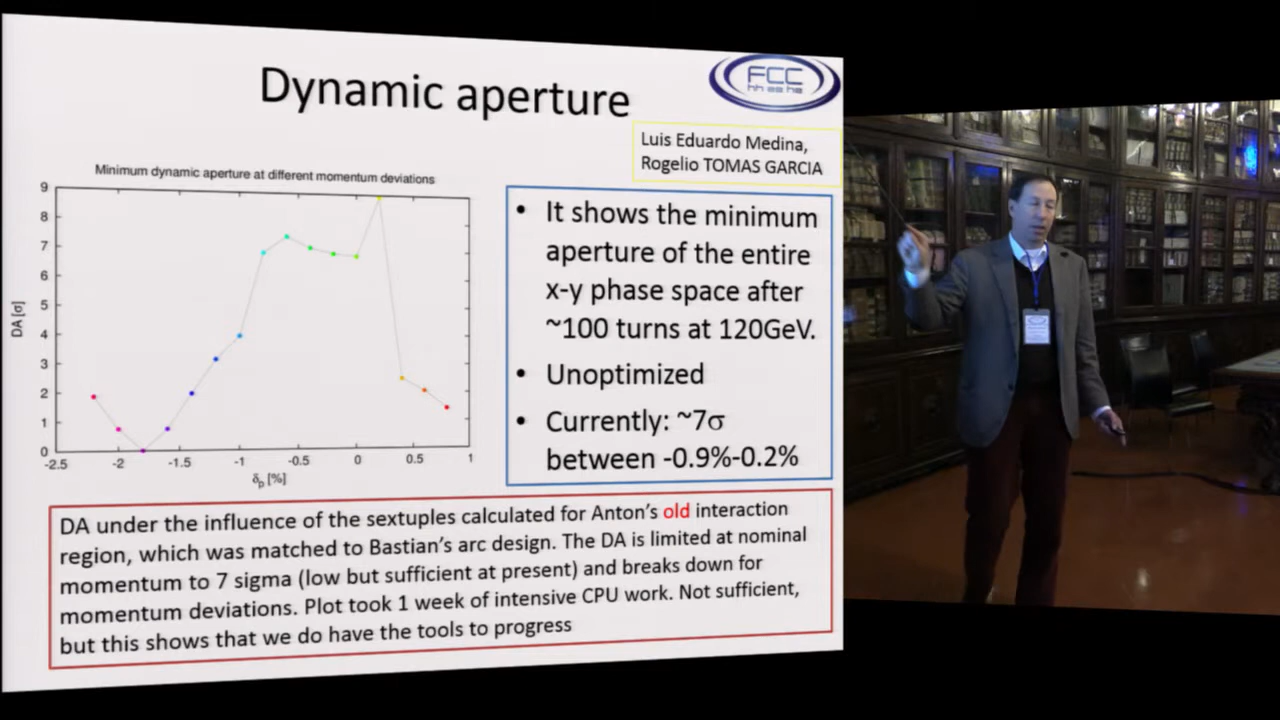 Dynamic aperture
FCC
hh ee he
Luis Eduardo Medina,
Rogelio TOMAS GARCIA
Minimum dynamic aperture at different momentum deviations
9
8
7
6
5
4
3
2
1
0
DA [σ]
-2.5 -2 -1.5 -1 -0.5 0 0.5 1
δp [%]
• It shows the minimum
aperture of the entire
x-y phase space after
~100 turns at 120GeV.
• Unoptimized
• Currently: ~7σ
between -0.9%-0.2%
DA under the influence of the sextuples calculated for Anton's old interaction
region, which was matched to Bastian's arc design. The DA is limited at nominal
momentum to 7 sigma (low but sufficient at present) and breaks down for
momentum deviations. Plot took 1 week of intensive CPU work. Not sufficient,
but this shows that we do have the tools to progress